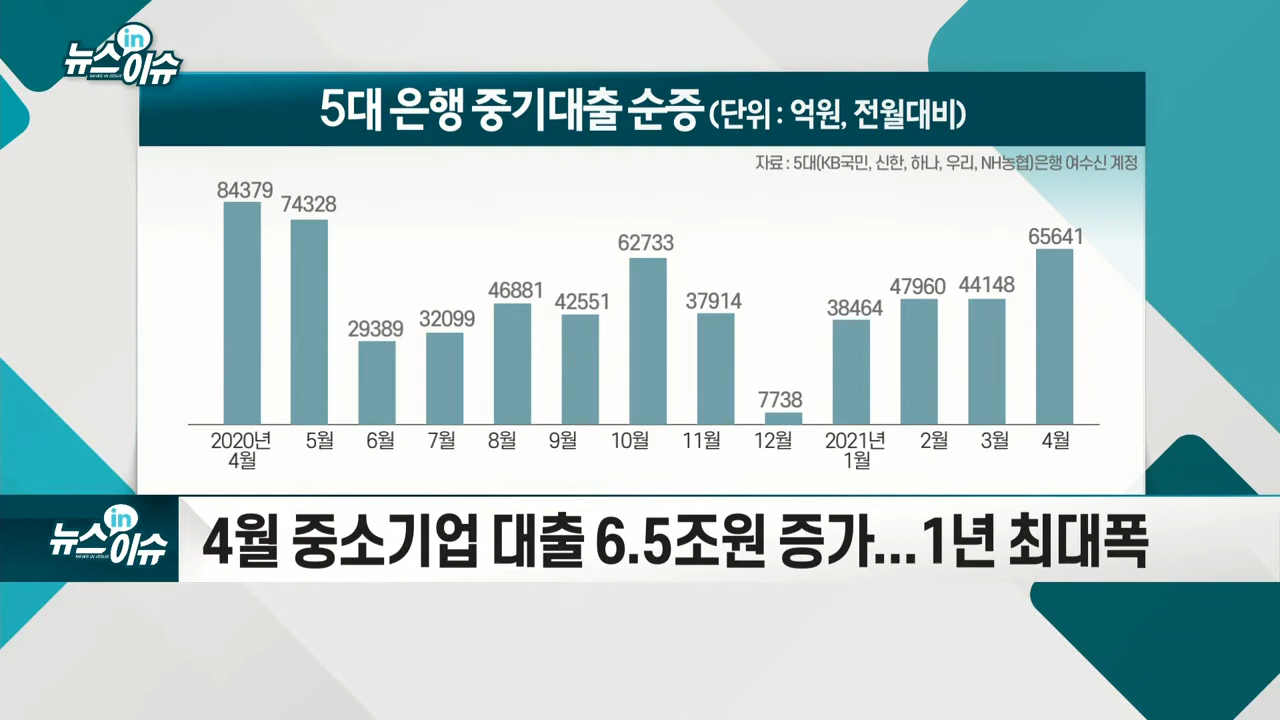 뉴스in이슈
NEWS IN ISSUE
5대 은행 중기대출 순증 (단위 : 억원, 전월대비)
자료 : 5대(KB국민, 신한, 하나, 우리, NH농협)은행 여수신 계정
84379 74328 29389 32099 46881 42551 62733 37914 7738 38464 47960 44148 65641
2020년 5월 6월 7월 8월 9월 10월 11월 12월 2021년 2월 3월 4월
4월 1월
뉴스in이슈
NEWS IN ISSUE
4월 중소기업 대출 6.5조원 증가...1년 최대폭